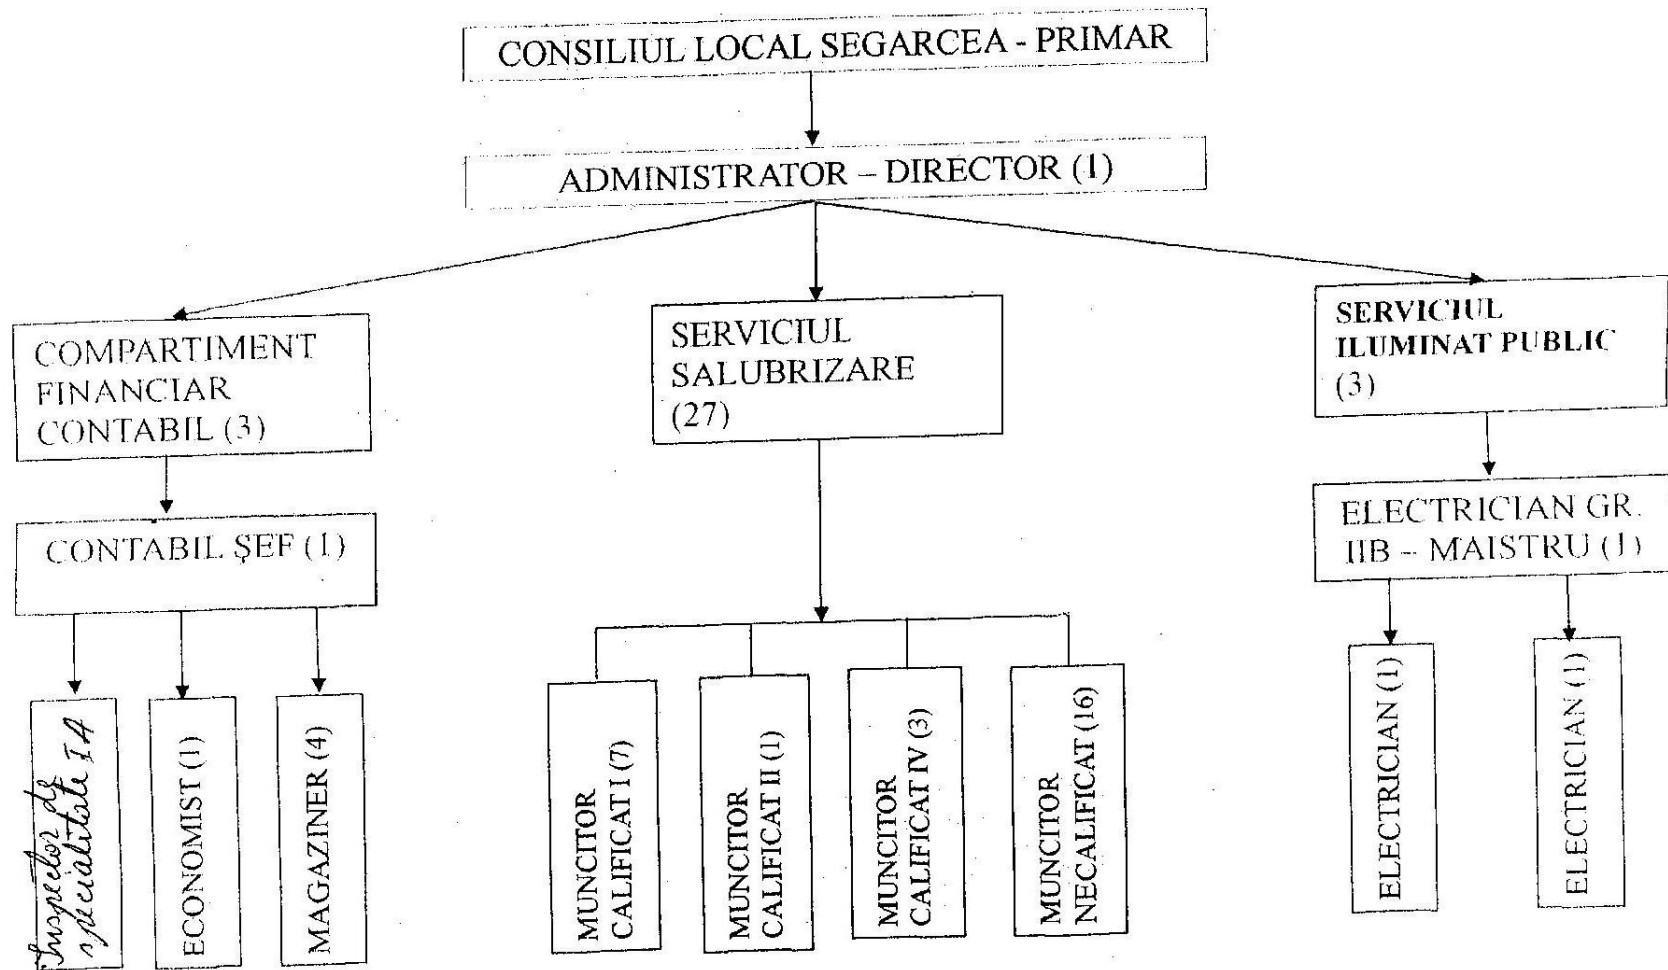 CONSILIUL LOCAL SEGARCEA - PRIMAR
ADMINISTRATOR – DIRECTOR (1)
COMPARTIMENT
FINANCIAR
CONTABIL (3)
SERVICIUL
SALUBRIZARE
(27)
SERVICIUL
ILUMINAT PUBLIC
(3)
CONTABIL ŞEF (1)
ELECTRICIAN GR.
IIB – MAISTRU (1)
Inspector de
specialitate IA
ECONOMIST (1)
MAGAZINER (4)
MUNCITOR
CALIFICAT I (7)
MUNCITOR
CALIFICAT II (1)
MUNCITOR
CALIFICAT IV (3)
MUNCITOR
NECALIFICAT (16)
ELECTRICIAN (1)
ELECTRICIAN (1)